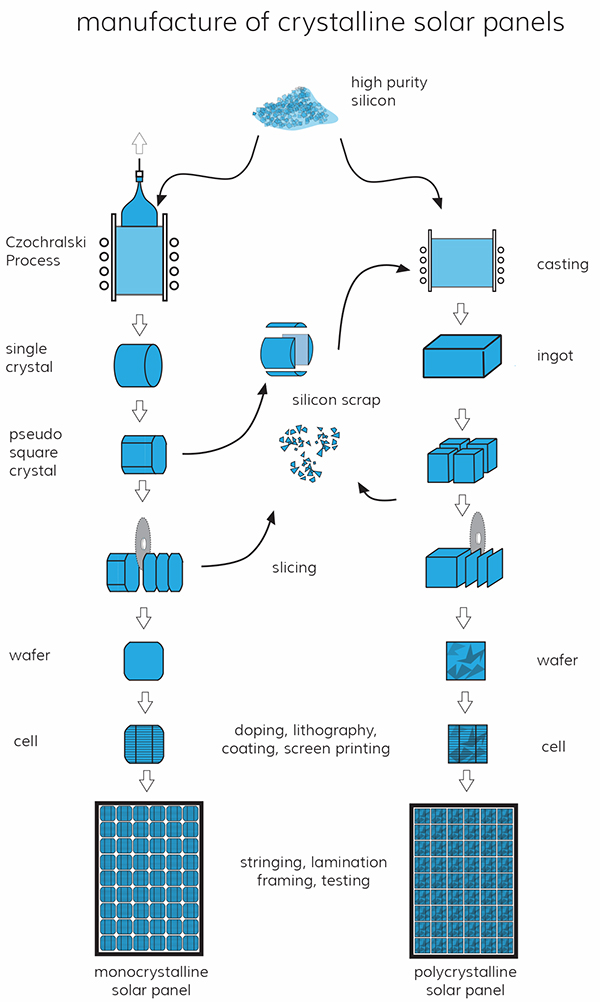 manufacture of crystalline solar panels
high purity
silicon
Czochralski
Process
casting
single
crystal
ingot
silicon scrap
pseudo
square
crystal
slicing
wafer
wafer
cell
doping, lithography,
coating, screen printing
cell
stringing, lamination
framing, testing
monocrystalline
solar panel
polycrystalline
solar panel